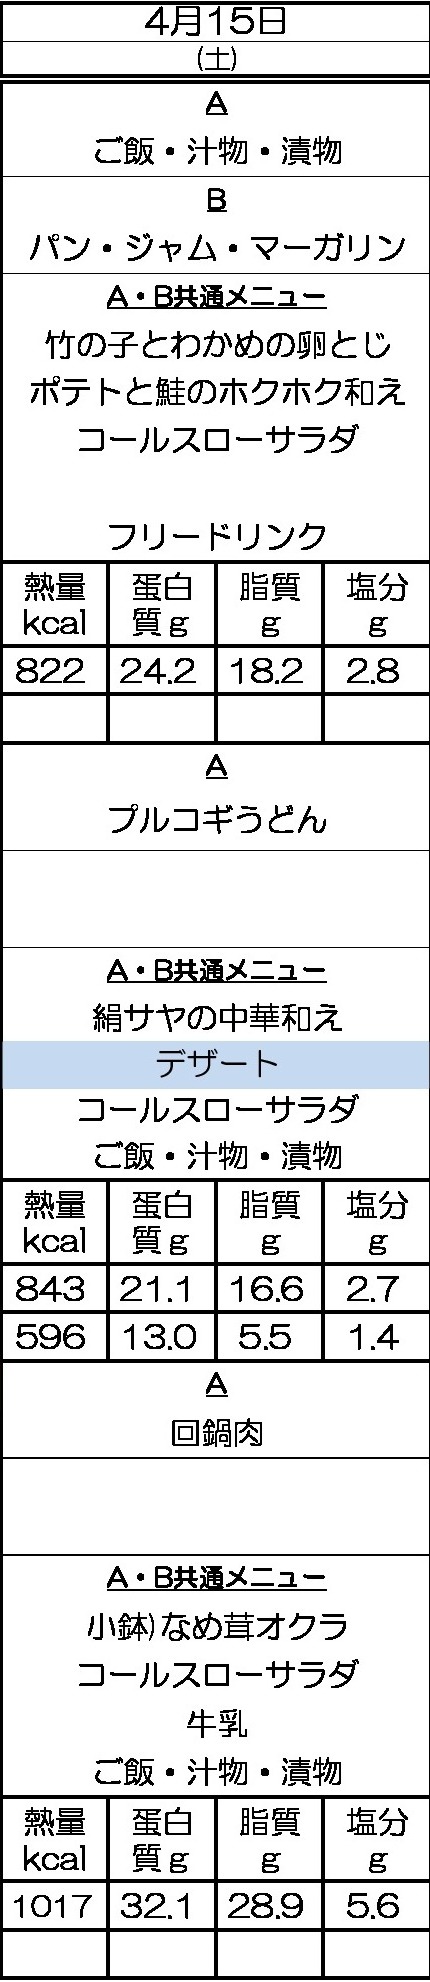 4月15日
(土)
A
ご飯・汁物・漬物
B
パン・ジャム・マーガリン
A・B共通メニュー
竹の子とわかめの卵とじ
ポテトと鮭のホクホク和え
コールスローサラダ
フリードリンク
熱量 蛋白 脂質 塩分
kcal 質g g g
822 24.2 18.2 2.8
A
プルコギうどん
A・B共通メニュー
絹サヤの中華和え
デザート
コールスローサラダ
ご飯・汁物・漬物
熱量 蛋白 脂質 塩分
kcal 質g g g
843 21.1 16.6 2.7
596 13.0 5.5 1.4
A
回鍋肉
A・B共通メニュー
小鉢)なめ茸オクラ
コールスローサラダ
牛乳
ご飯・汁物・漬物
熱量 蛋白 脂質 塩分
kcal 質g g g
1017 32.1 28.9 5.6